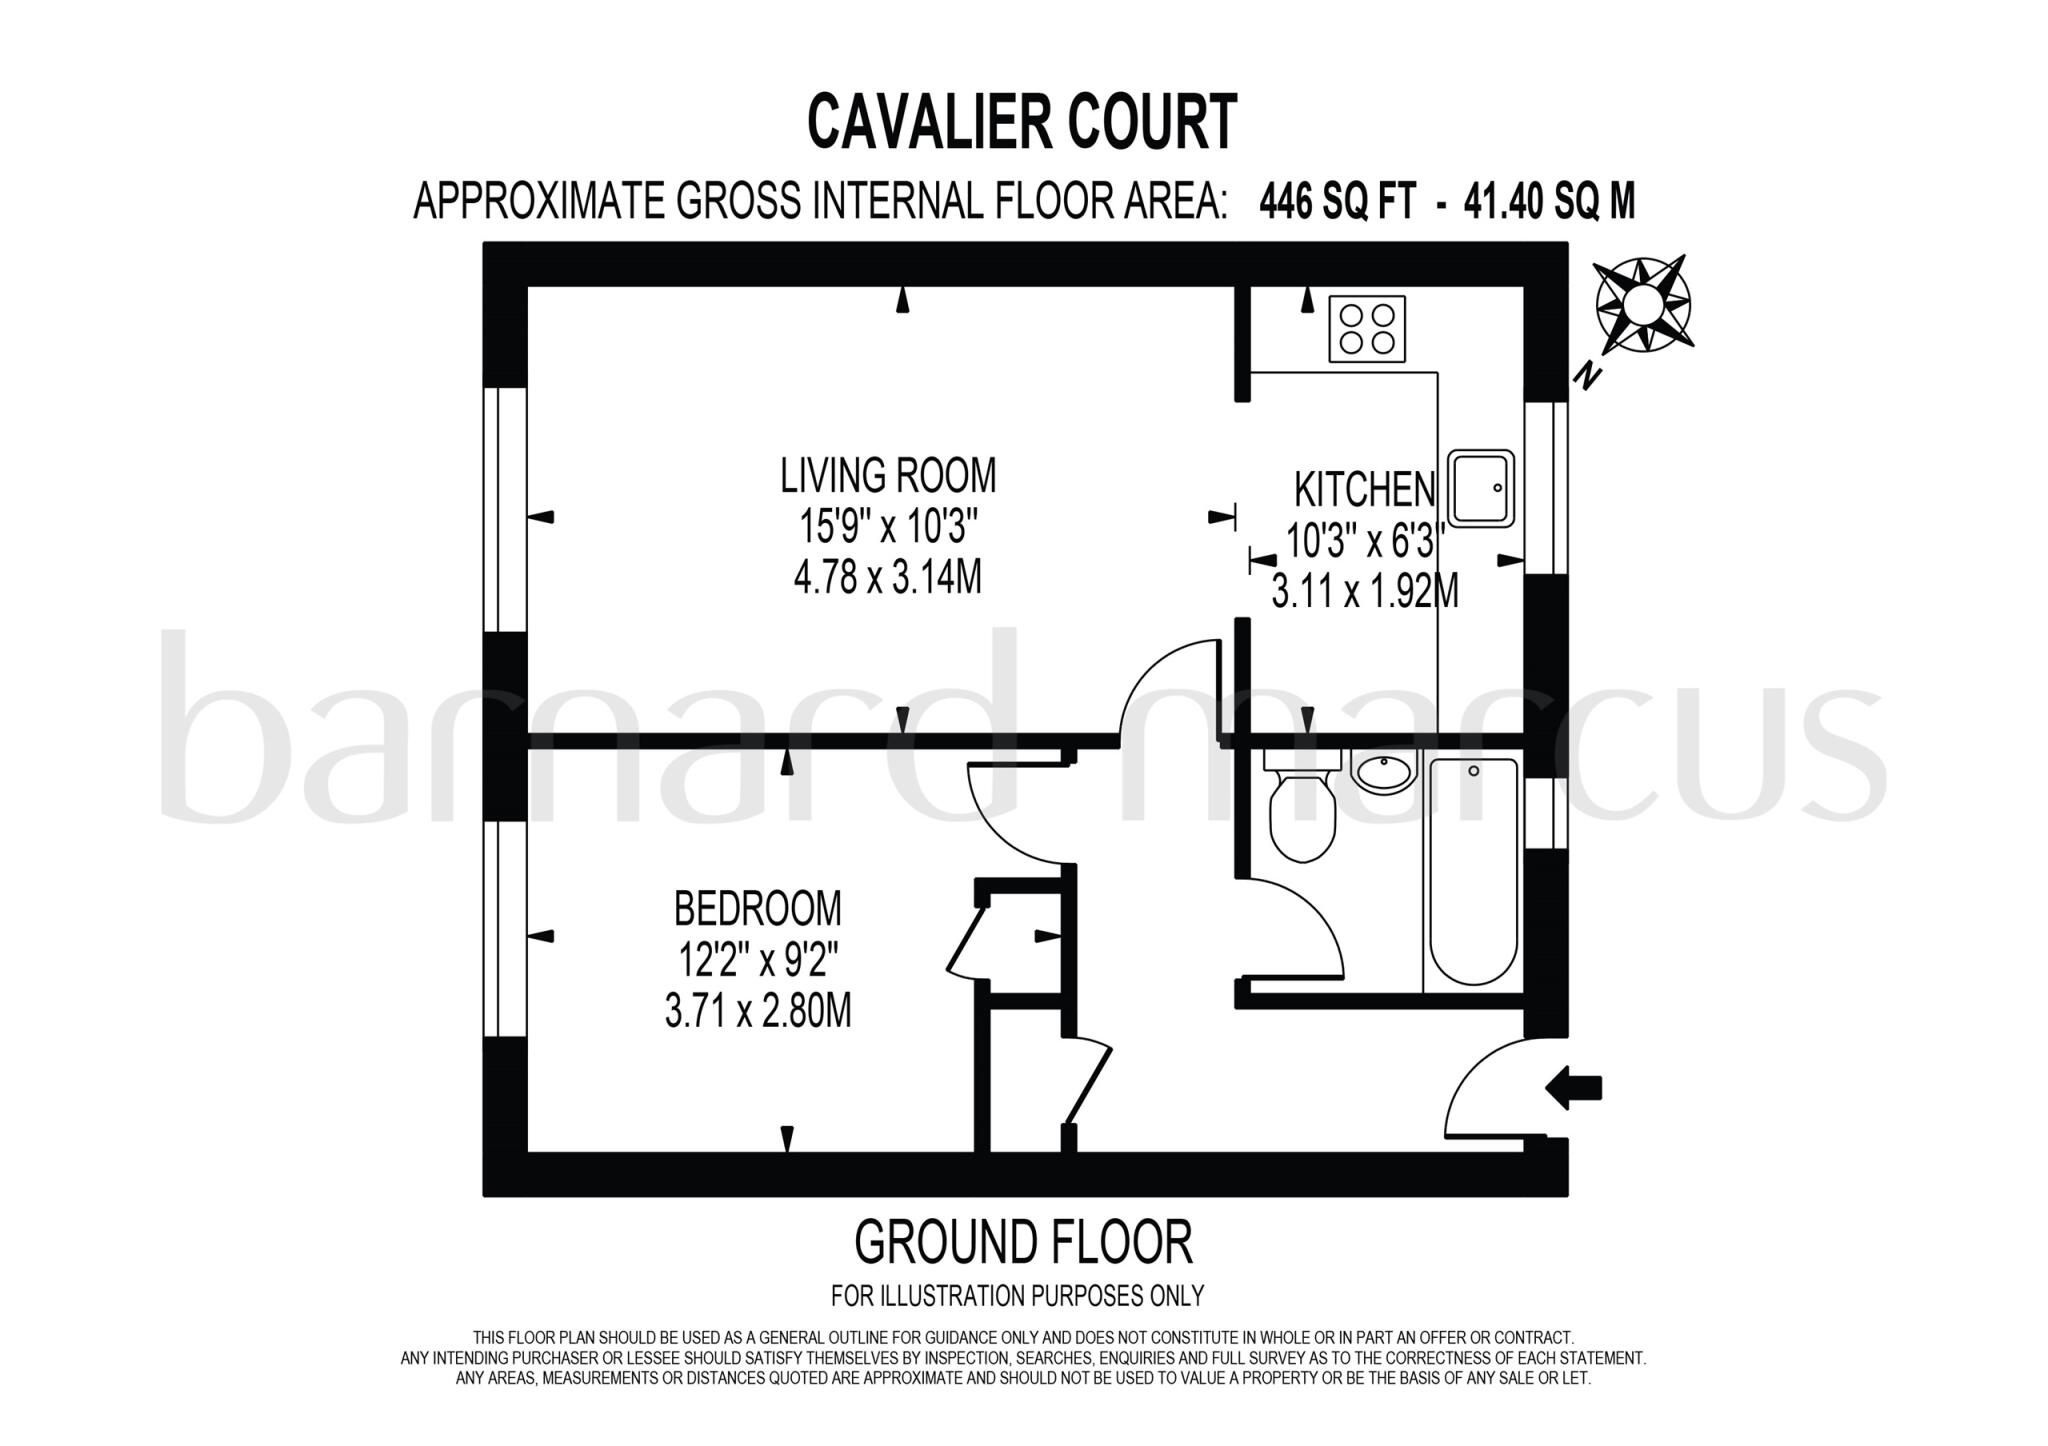 CAVALIER COURT
APPROXIMATE GROSS INTERNAL FLOOR AREA: 446 SQ FT - 41.40 SQ M
N
LIVING ROOM
15'9" x 10'3"
4.78 x 3.14M
KITCHEN
10'3" x 6'3"
3.11 x 1.92M
barnard marcus
BEDROOM
12'2" x 9'2"
3.71 x 2.80M
GROUND FLOOR
FOR ILLUSTRATION PURPOSES ONLY
THIS FLOOR PLAN SHOULD BE USED AS A GENERAL OUTLINE FOR GUIDANCE ONLY AND DOES NOT CONSTITUTE IN WHOLE OR IN PART AN OFFER OR CONTRACT.
ANY INTENDING PURCHASER OR LESSEE SHOULD SATISFY THEMSELVES BY INSPECTION, SEARCHES, ENQUIRIES AND FULL SURVEY AS TO THE CORRECTNESS OF EACH STATEMENT.
ANY AREAS, MEASUREMENTS OR DISTANCES QUOTED ARE APPROXIMATE AND SHOULD NOT BE USED TO VALUE A PROPERTY OR BE THE BASIS OF ANY SALE OR LET.